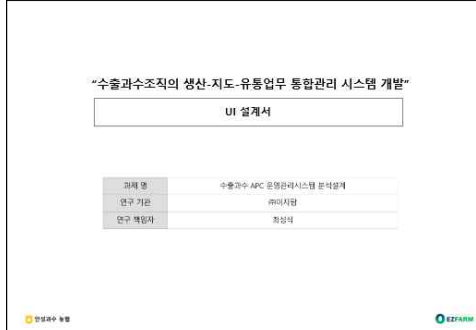 “수출과수조직의 생산-지도-유통업무 통합관리 시스템 개발”
UI 설계서
과제 명 수출과수 APC 운영관리시스템 분석설계
연구 기관 ㈜이지팜
연구 책임자 최성식
안성과수 농협 EZFARM